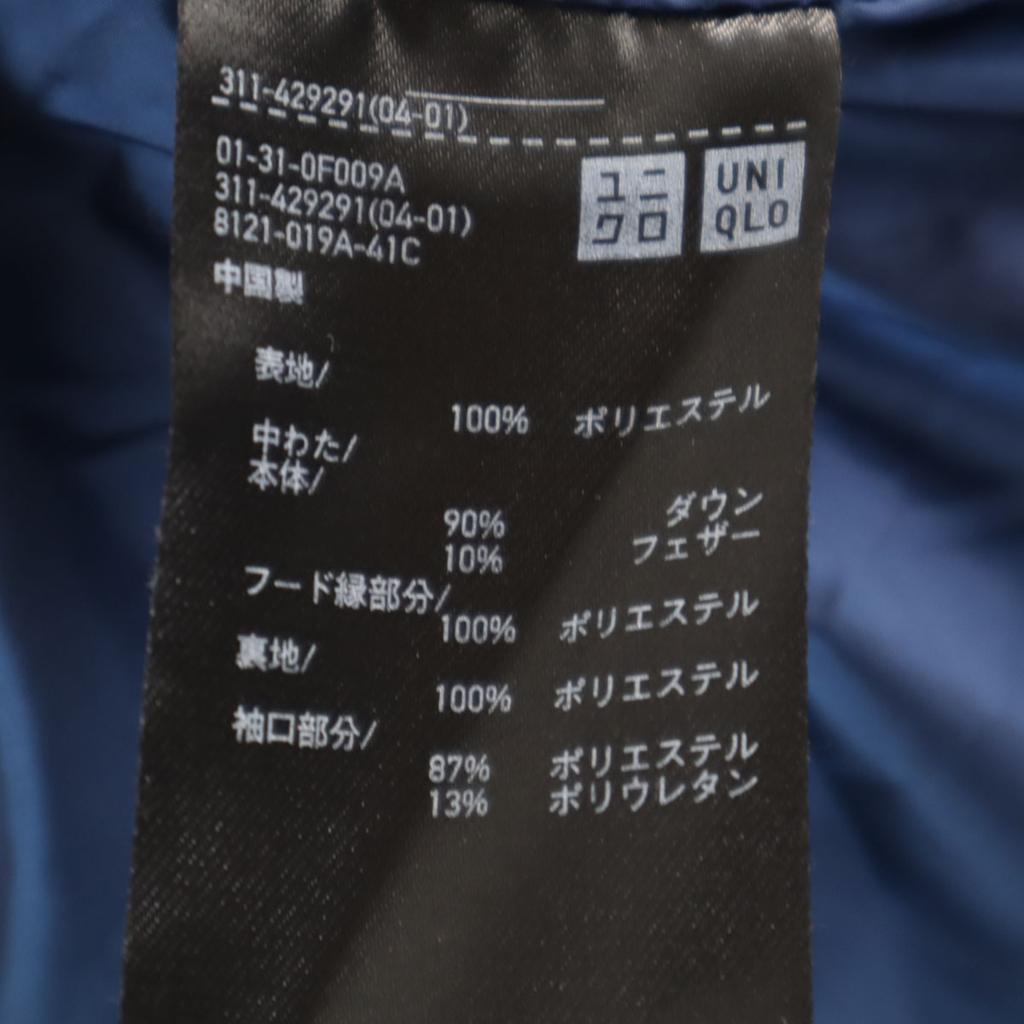 311-429291(04-01)
01-31-0F009A
311-429291(04-01)
8121-019A-41C
中国製
ユニ
クロ
UNI
QLO
表地/
100% ポリエステル
中わた/
本体/
90% ダウン
10% フェザー
フード縁部分/
100% ポリエステル
裏地/
100% ポリエステル
袖口部分/
87% ポリエステル
13% ポリウレタン